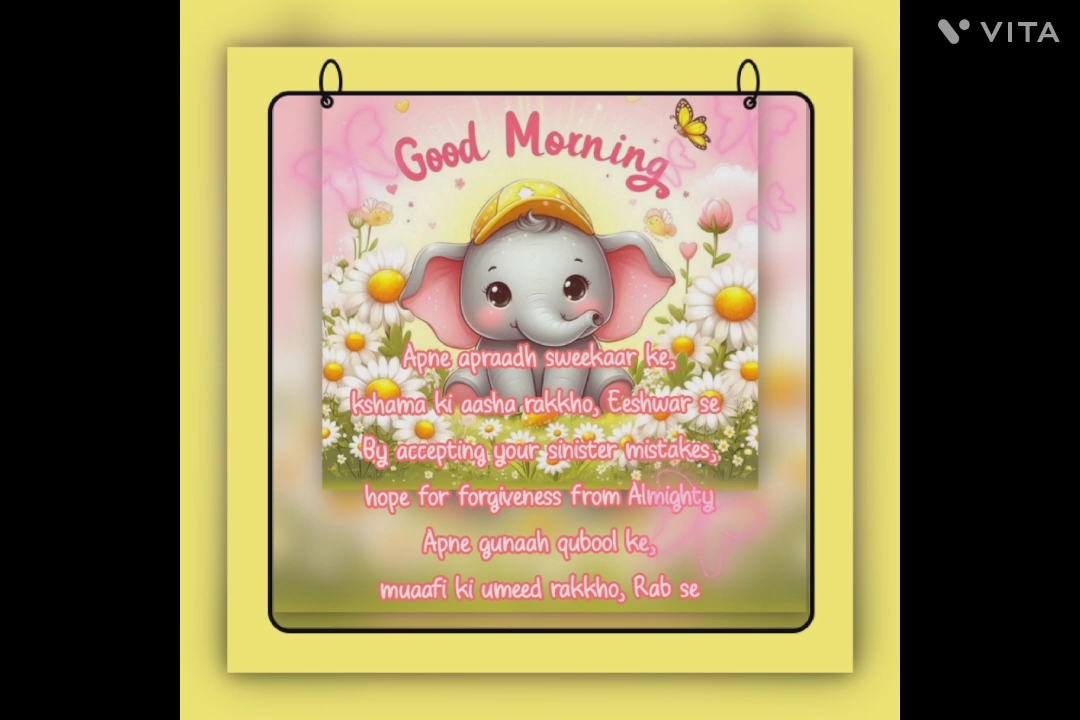 VITA
Good Morning
Apne apraadh sweekaar ke,
kshama ki aasha rakkho, Eeshwar se
By accepting your sinister mistakes,
hope for forgiveness from Almighty
Apne gunaah qubool ke,
muaafi ki umeed rakkho, Rab se